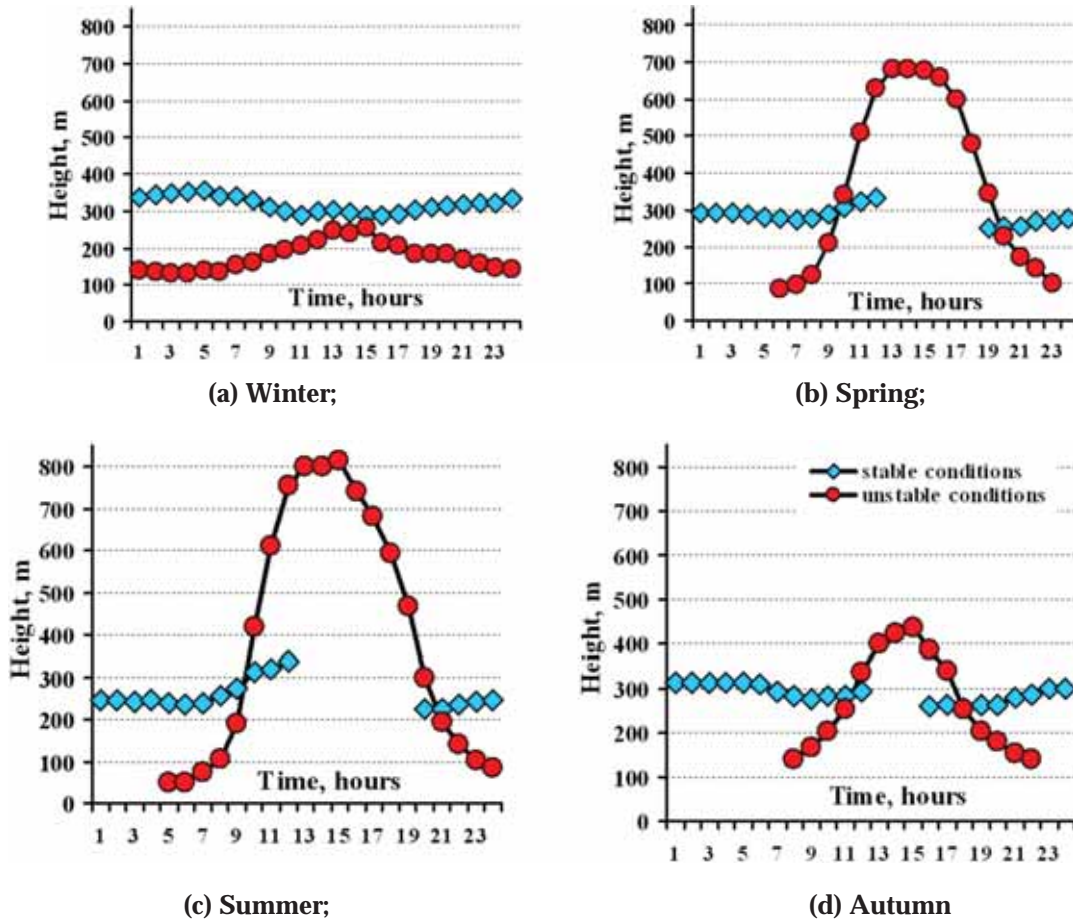 800
700
600
500
400
300
200
100
0
Height, m
Time, hours
1 3 5 7 9 11 13 15 17 19 21 23
(a) Winter;
800
700
600
500
400
300
200
100
0
Height, m
Time, hours
1 3 5 7 9 11 13 15 17 19 21 23
(b) Spring;
800
700
600
500
400
300
200
100
0
Height, m
Time, hours
1 3 5 7 9 11 13 15 17 19 21 23
(c) Summer;
800
700
600
500
400
300
200
100
0
Height, m
stable conditions
unstable conditions
Time, hours
1 3 5 7 9 11 13 15 17 19 21 23
(d) Autumn